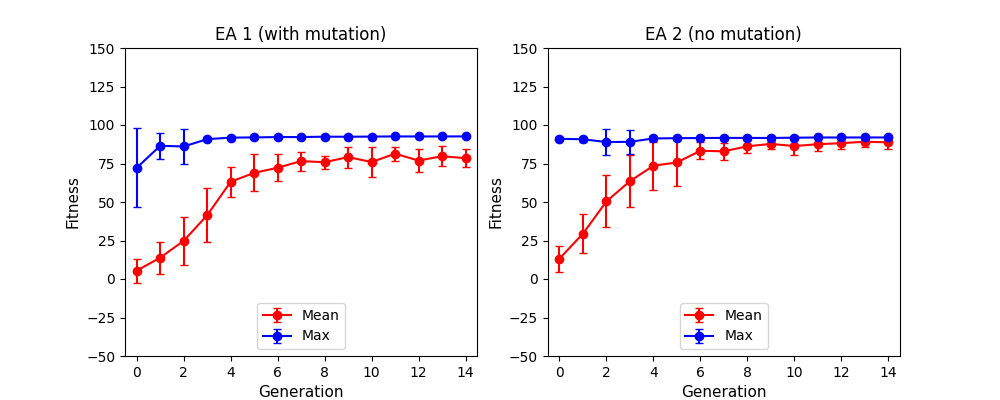 EA 1 (with mutation)
150
125
100
75
50
25
0
−25
−50
Fitness
0 2 4 6 8 10 12 14
Generation
Mean
Max
EA 2 (no mutation)
150
125
100
75
50
25
0
−25
−50
Fitness
0 2 4 6 8 10 12 14
Generation
Mean
Max